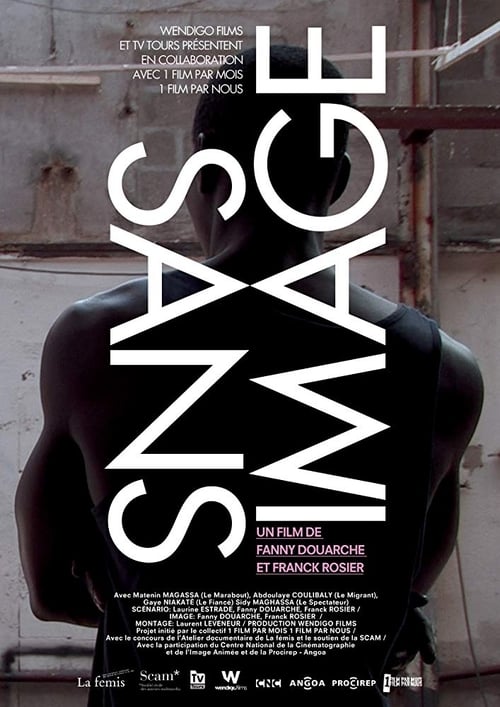 WENDIGO FILMS
ET TV TOURS PRÉSENTENT
EN COLLABORATION
AVEC 1 FILM PAR MOIS
1 FILM PAR NOUS
SANS
IMAGE
UN FILM DE
FANNY DOUARCHE
ET FRANCK ROSIER
Avec Matenin MAGASSA (Le Marabout), Abdoulaye COULIBALY (Le Migrant),
Gaye NIAKATÉ (Le Fiancé) Sidy MAGHASSA (Le Spectateur)
SCÉNARIO: Laurine ESTRADE, Fanny DOUARCHE, Franck ROSIER /
IMAGE: Fanny DOUARCHE, Franck ROSIER /
MONTAGE: Laurent LEVENEUR / PRODUCTION WENDIGO FILMS
Projet initié par le collectif 1 FILM PAR MOIS 1 FILM PAR NOUS /
Avec le concours de l'Atelier documentaire de La fémis et le soutien de la SCAM /
Avec la participation du Centre National de la Cinématographie
et de l'Image Animée et de la Procirep - Angoa
La fémis
Scam*
tv
tours
W
wendigofilms
CNC
ANGOA
PROCIREP